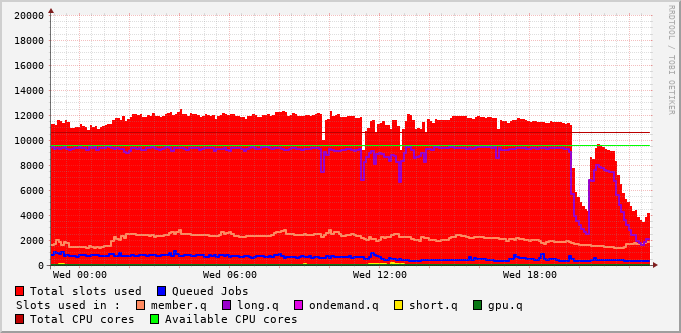 RRDTOOL / TOBI OETIKER
20000
18000
16000
14000
12000
10000
8000
6000
4000
2000
0
Wed 00:00 Wed 06:00 Wed 12:00 Wed 18:00
Total slots used Queued Jobs
Slots used in : member.q long.q ondemand.q short.q gpu.q
Total CPU cores Available CPU cores